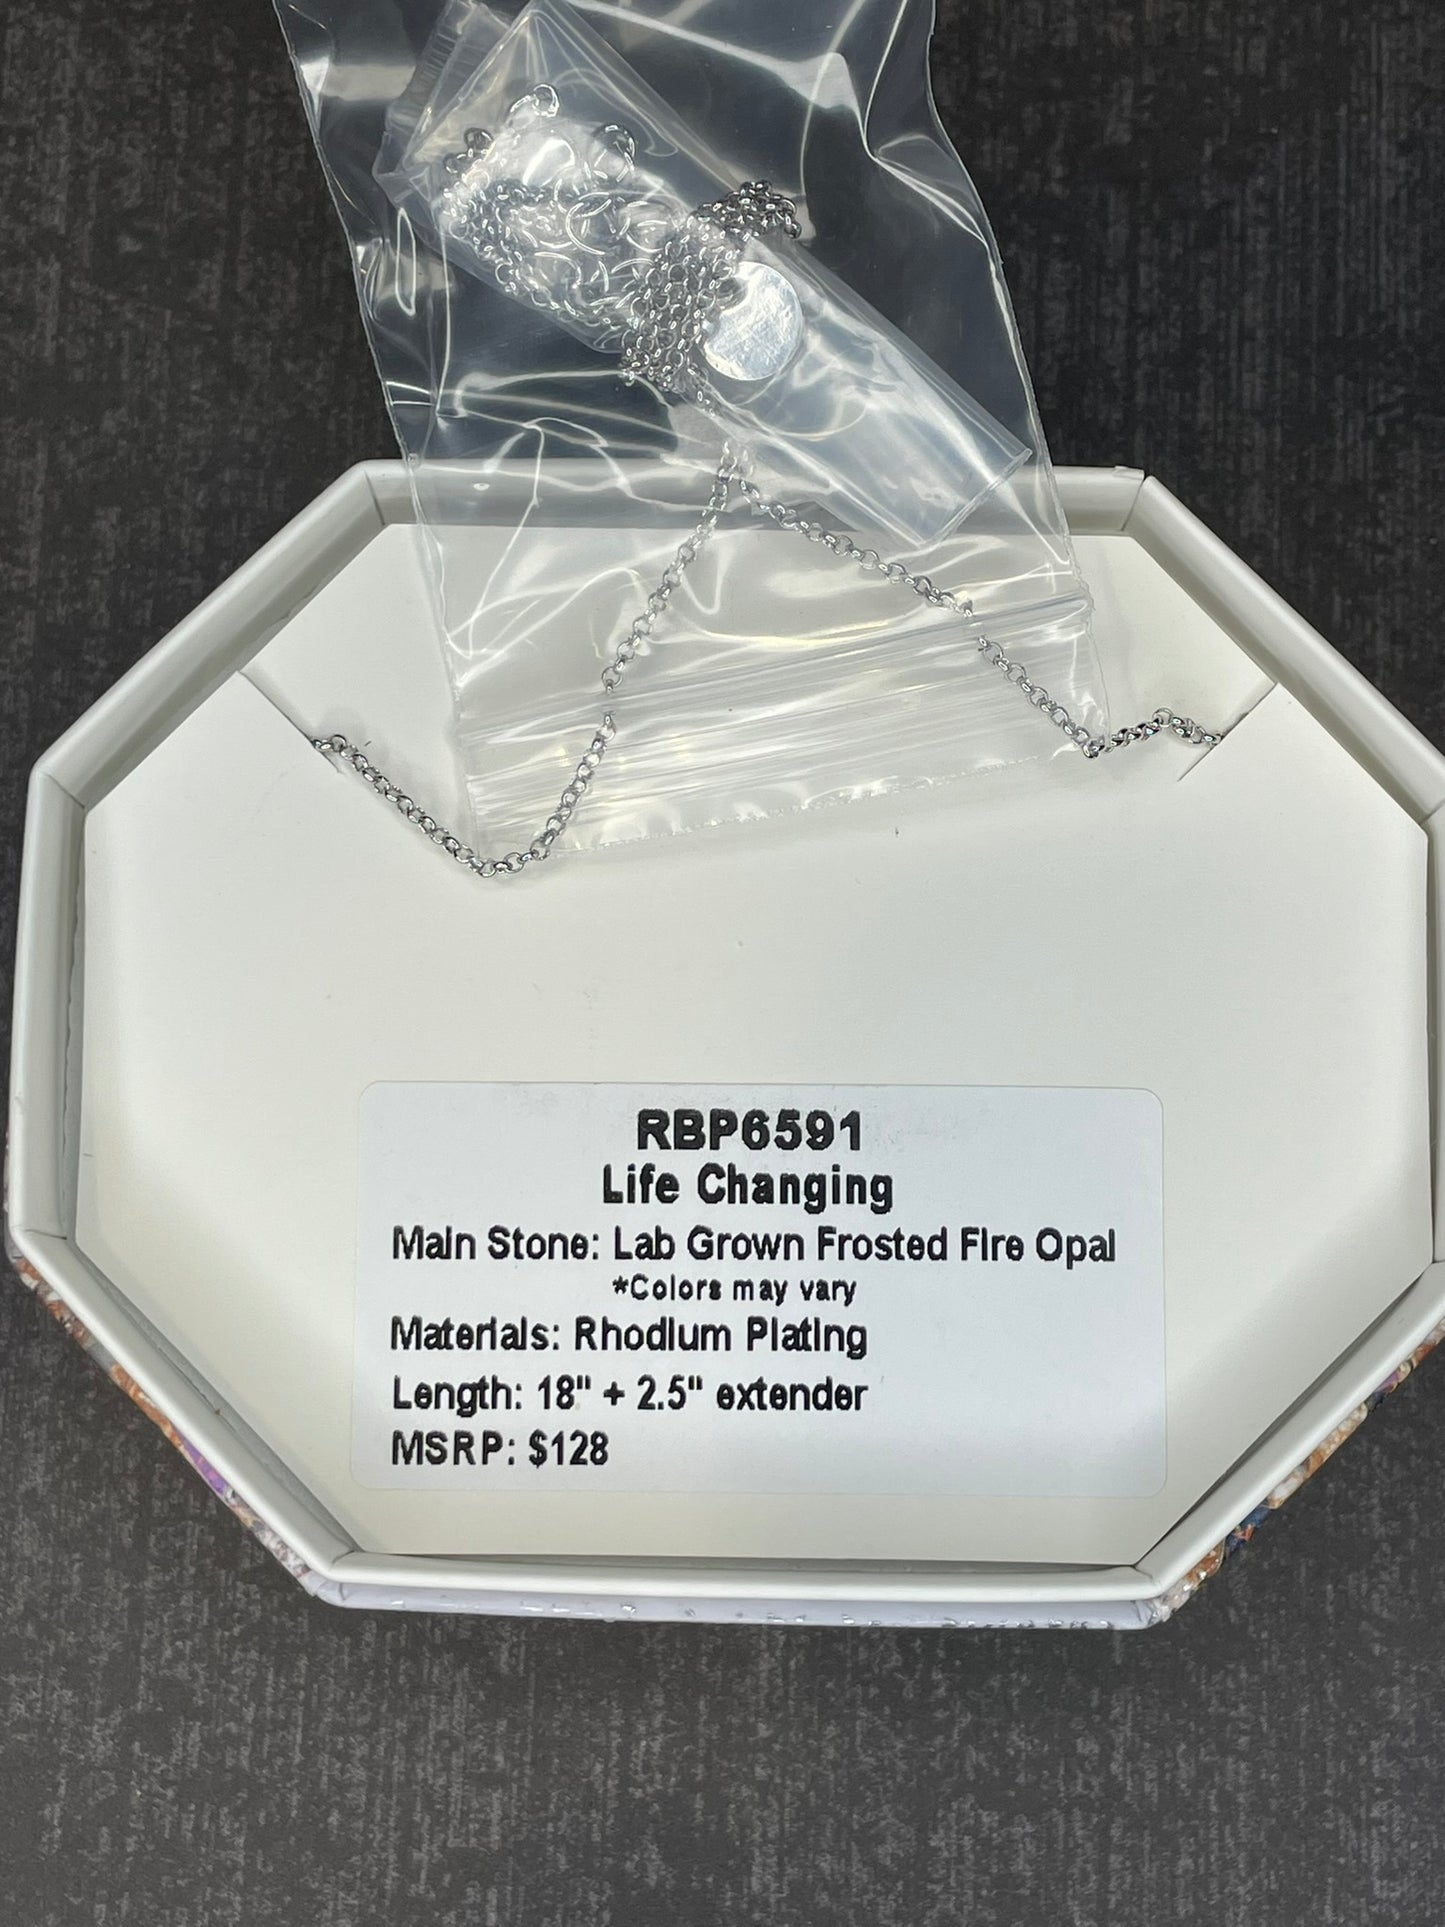 RBP6591
Life Changing
Main Stone: Lab Grown Frosted Fire Opal
*Colors may vary
Materials: Rhodium Plating
Length: 18" + 2.5" extender
MSRP: $128